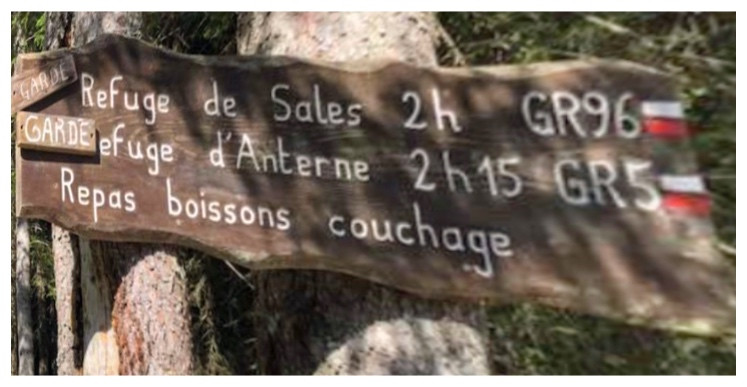 GARDE
Refuge de Sales 2h GR96
GARDE
efuge d'Anterne 2h15 GR5
Repas boissons couchage